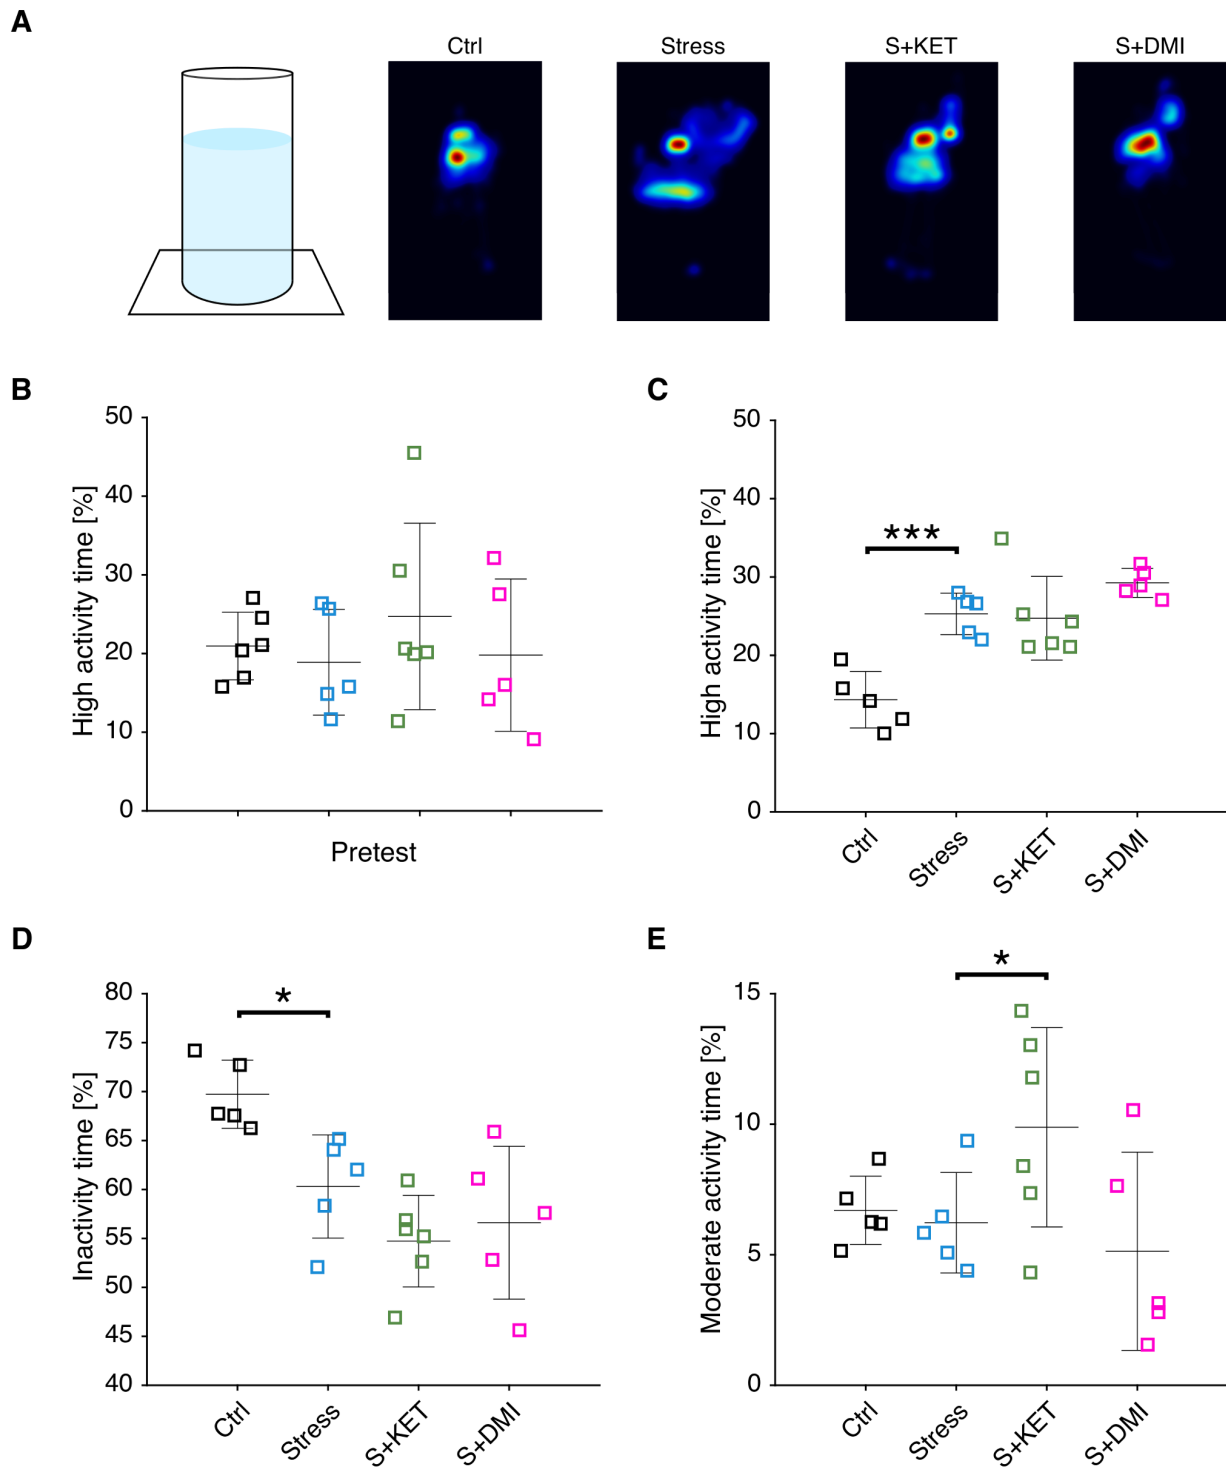 A
Ctrl
Stress
S+KET
S+DMI
B
High activity time [%]
50
40
30
20
10
0
Pretest
C
High activity time [%]
50
40
30
20
10
0
***
Ctrl
Stress
S+KET
S+DMI
D
Inactivity time [%]
80
75
70
65
60
55
50
45
40
*
Ctrl
Stress
S+KET
S+DMI
E
Moderate activity time [%]
15
10
5
0
*
Ctrl
Stress
S+KET
S+DMI